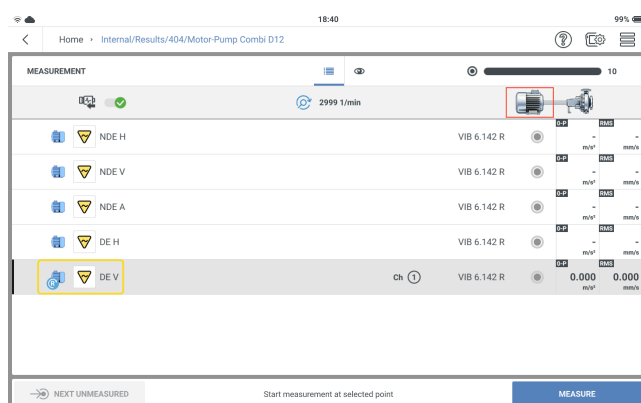 18:40
99%
Home › Internal/Results/404/Motor-Pump Combi D12
MEASUREMENT
10
2999 1/min
NDE H VIB 6.142 R 0-P - m/s² RMS - mm/s
NDE V VIB 6.142 R 0-P - m/s² RMS - mm/s
NDE A VIB 6.142 R 0-P - m/s² RMS - mm/s
DE H VIB 6.142 R 0-P - m/s² RMS - mm/s
R DE V Ch 1 VIB 6.142 R 0-P 0.000 m/s² RMS 0.000 mm/s
NEXT UNMEASURED Start measurement at selected point MEASURE